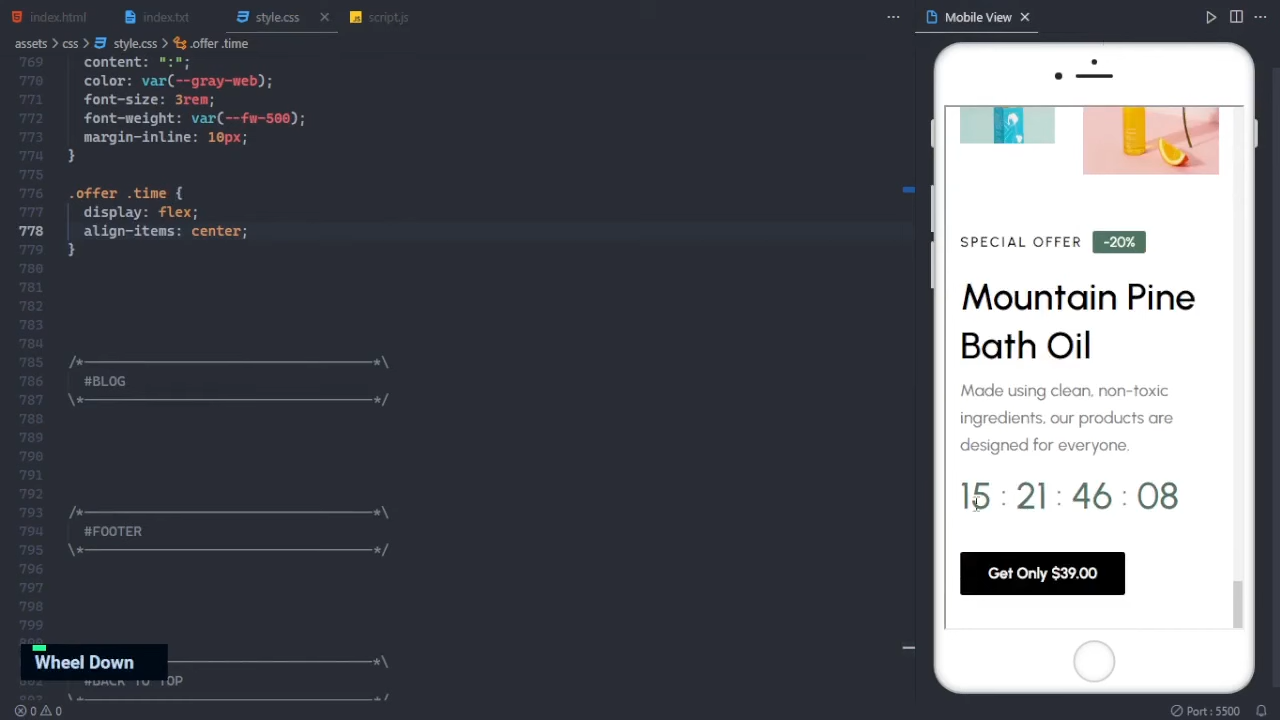 index.html
index.txt
style.css
script.js
Mobile View
assets > css > style.css > .offer .time
769 content: ":";
770 color: var(--gray-web);
771 font-size: 3rem;
772 font-weight: var(--fw-500);
773 margin-inline: 10px;
774 }
775
776 .offer .time {
777 display: flex;
778 align-items: center;
779 }
780
781
782
783
784
785 /*-----------------------------------*\
786 #BLOG
787 \*-----------------------------------*/
788
789
790
791
792
793 /*-----------------------------------*\
794 #FOOTER
795 \*-----------------------------------*/
796
797
798
799
#BACK TO TOP
Wheel Down
0 0
SPECIAL OFFER -20%
Mountain Pine
Bath Oil
Made using clean, non-toxic
ingredients, our products are
designed for everyone.
15 : 21 : 46 : 08
Get Only $39.00
Port : 5500